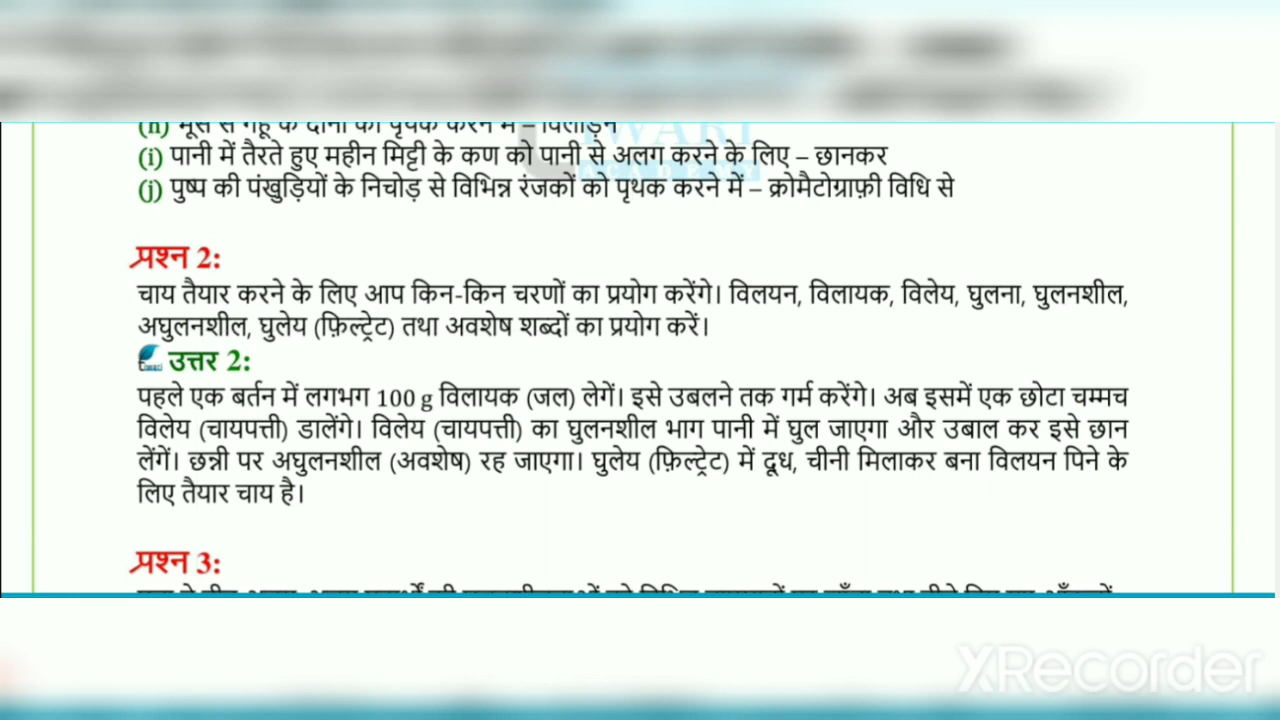 (h) भूसे से गेहूँ के दानों को पृथक करने में – विलोड़न
(i) पानी में तैरते हुए महीन मिट्टी के कण को पानी से अलग करने के लिए – छानकर
(j) पुष्प की पंखुड़ियों के निचोड़ से विभिन्न रंजकों को पृथक करने में – क्रोमैटोग्राफ़ी विधि से
प्रश्न 2:
चाय तैयार करने के लिए आप किन-किन चरणों का प्रयोग करेंगे। विलयन, विलायक, विलेय, घुलना, घुलनशील,
अघुलनशील, घुलेय (फ़िल्ट्रेट) तथा अवशेष शब्दों का प्रयोग करें।
उत्तर 2:
पहले एक बर्तन में लगभग 100 g विलायक (जल) लेगें। इसे उबलने तक गर्म करेंगे। अब इसमें एक छोटा चम्मच
विलेय (चायपत्ती) डालेंगे। विलेय (चायपत्ती) का घुलनशील भाग पानी में घुल जाएगा और उबाल कर इसे छान
लेंगें। छन्नी पर अघुलनशील (अवशेष) रह जाएगा। घुलेय (फ़िल्ट्रेट) में दूध, चीनी मिलाकर बना विलयन पिने के
लिए तैयार चाय है।
प्रश्न 3:
XRecorder